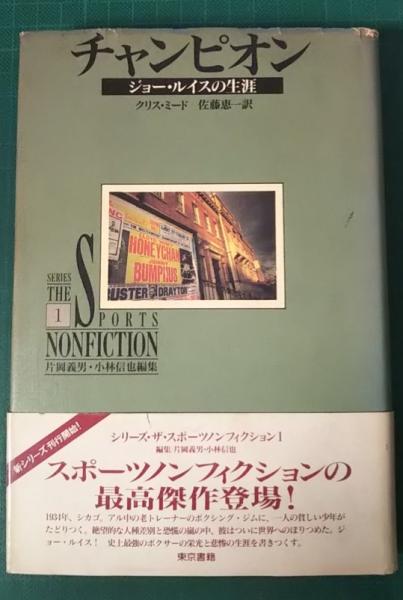 チャンピオン
ジョー・ルイスの生涯
クリス・ミード 佐藤恵一訳
HONEYCHAN
BUMPHUS
BUSTER DRAYTON
SERIES
THE
SPORTS
1
NONFICTION
片岡義男・小林信也編集
新シリーズ刊行開始!
シリーズ・ザ・スポーツノンフィクション1
編集 片岡義男・小林信也
スポーツノンフィクションの
最高傑作登場!
1934年、シカゴ。アル中の老トレーナーのボクシング・ジムに、一人の貧しい少年が
たどりつく。絶望的な人種差別と恐慌の嵐の中、彼はついに世界へのぼりつめた。ジ
ョー・ルイス! 史上最強のボクサーの栄光と悲惨の生涯を書きつくす。
東京書籍